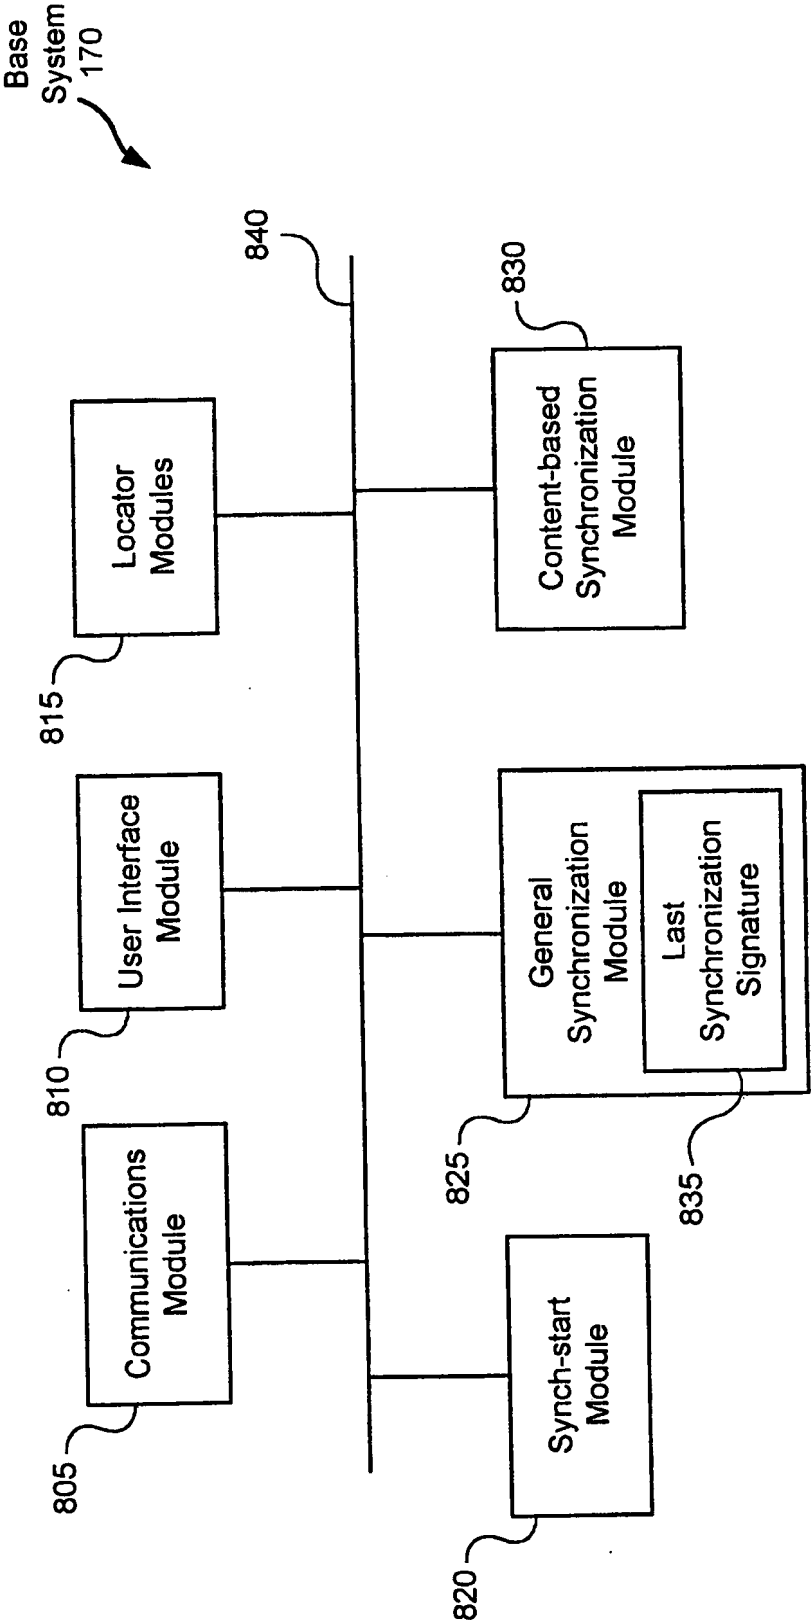 Base
System
170
805
Communications
Module
810
User Interface
Module
815
Locator
Modules
840
820
Synch-start
Module
825
General
Synchronization
Module
835
Last
Synchronization
Signature
830
Content-based
Synchronization
Module